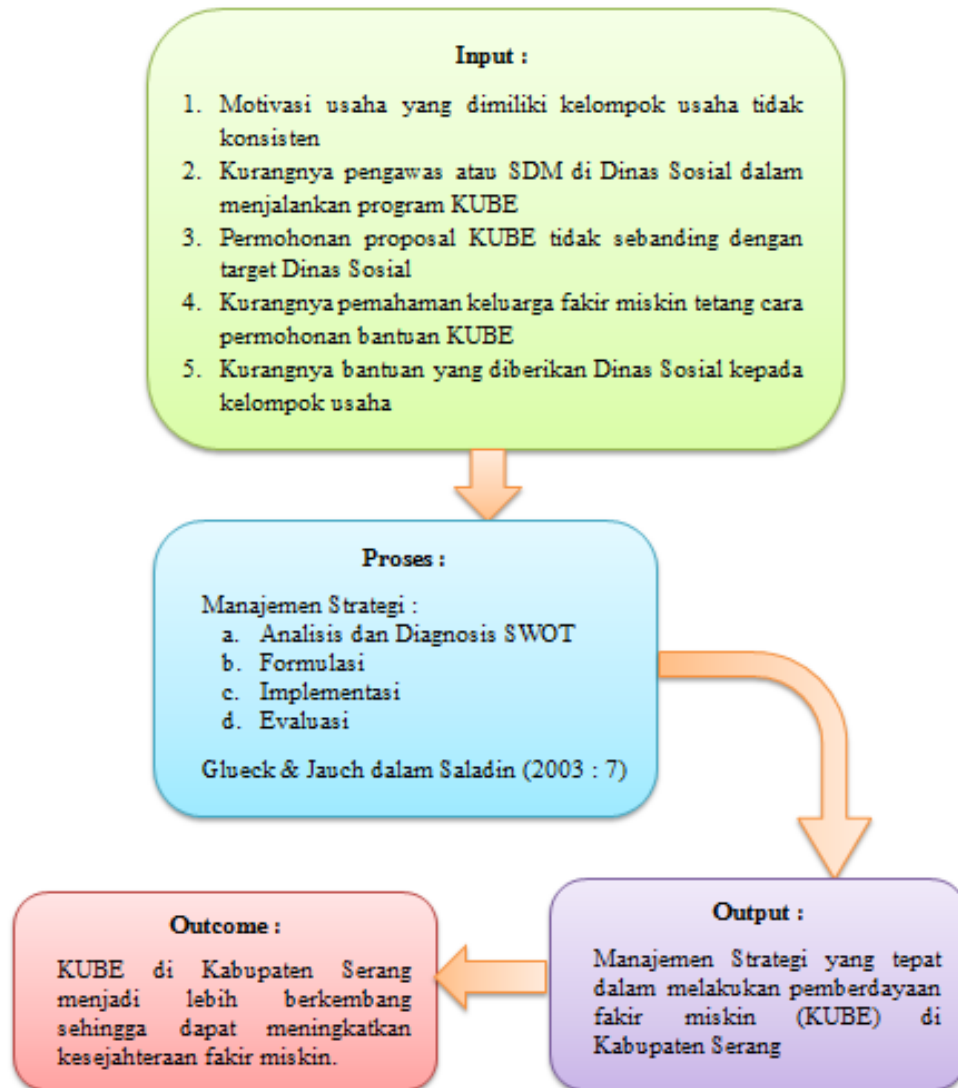 Input :
1. Motivasi usaha yang dimiliki kelompok usaha tidak
konsisten
2. Kurangnya pengawas atau SDM di Dinas Sosial dalam
menjalankan program KUBE
3. Permohonan proposal KUBE tidak sebanding dengan
target Dinas Sosial
4. Kurangnya pemahaman keluarga fakir miskin tetang cara
permohonan bantuan KUBE
5. Kurangnya bantuan yang diberikan Dinas Sosial kepada
kelompok usaha
Proses :
Manajemen Strategi :
a. Analisis dan Diagnosis SWOT
b. Formulasi
c. Implementasi
d. Evaluasi
Glueck & Jauch dalam Saladin (2003 : 7)
Output :
Manajemen Strategi yang tepat
dalam melakukan pemberdayaan
fakir miskin (KUBE) di
Kabupaten Serang
Outcome :
KUBE di Kabupaten Serang
menjadi lebih berkembang
sehingga dapat meningkatkan
kesejahteraan fakir miskin.